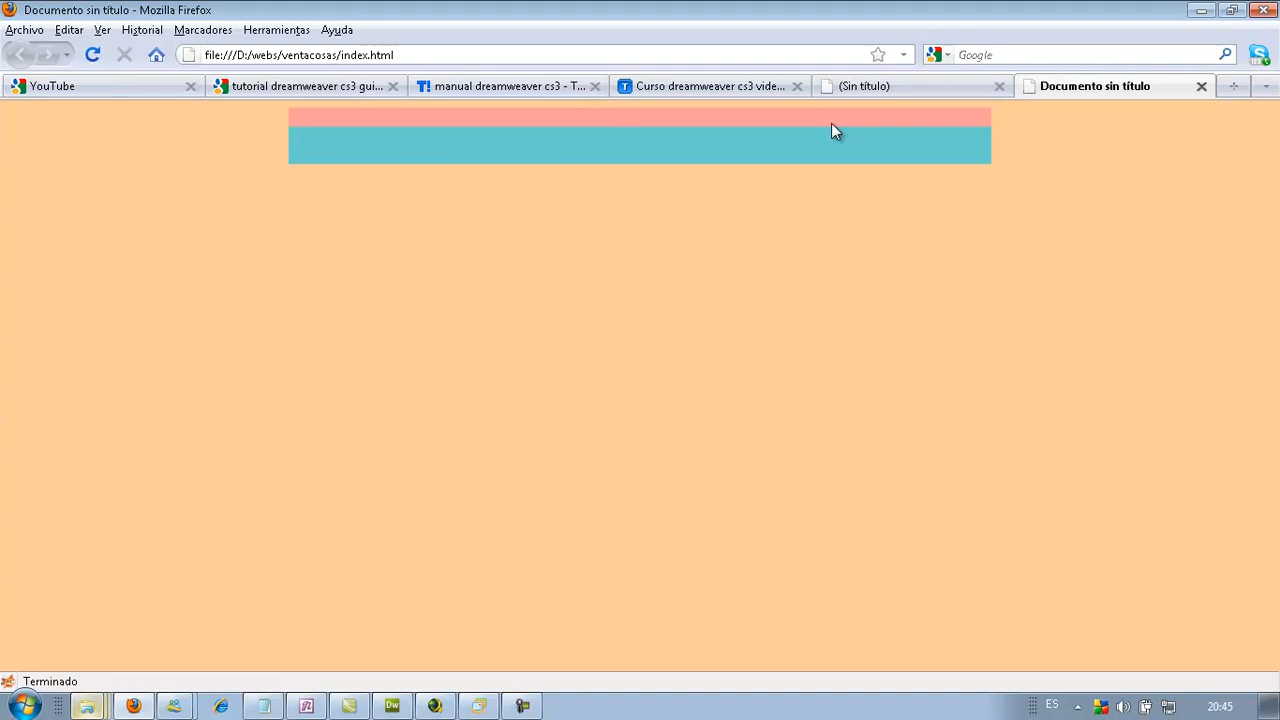 Documento sin título - Mozilla Firefox
Archivo Editar Ver Historial Marcadores Herramientas Ayuda
file:///D:/webs/ventacosas/index.html
Google
YouTube
tutorial dreamweaver cs3 gui...
T! manual dreamweaver cs3 - T...
T Curso dreamweaver cs3 vide...
(Sin título)
Documento sin título
Terminado
Dw
ES
20:45